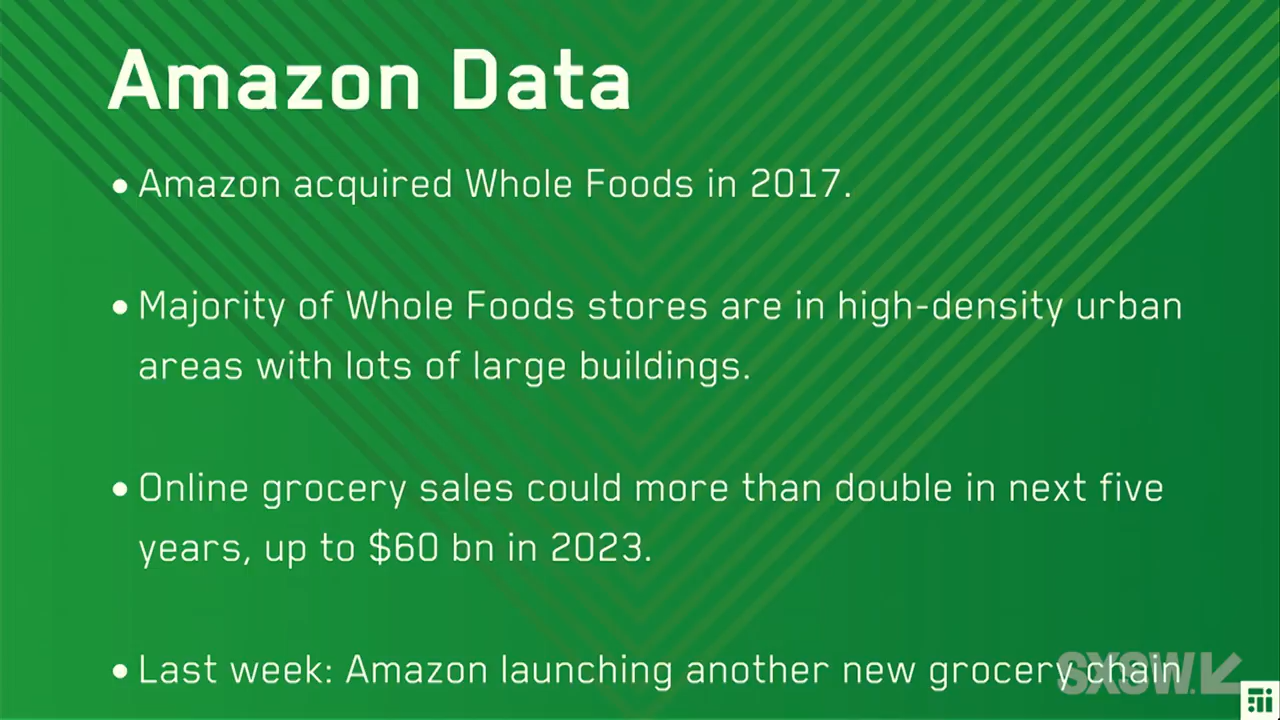 Amazon Data
• Amazon acquired Whole Foods in 2017.
• Majority of Whole Foods stores are in high-density urban
areas with lots of large buildings.
• Online grocery sales could more than double in next five
years, up to $60 bn in 2023.
• Last week: Amazon launching another new grocery chain
SXSW.